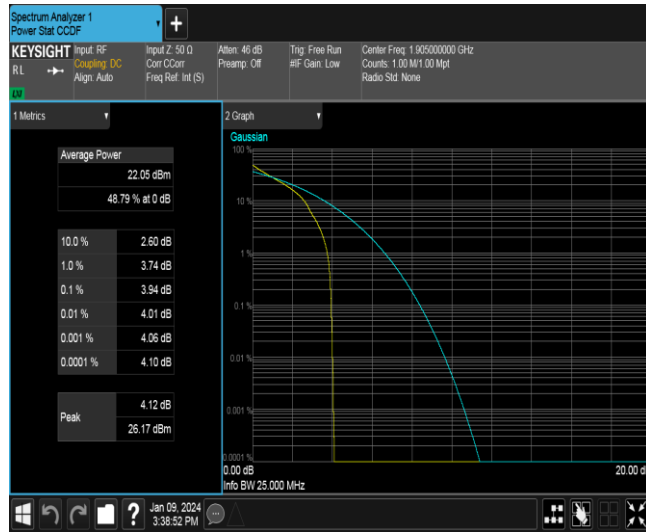 Spectrum Analyzer 1
Power Stat CCDF
+
KEYSIGHT
RL
LXI
Input: RF
Coupling: DC
Align: Auto
Input Z: 50 Ω
Corr CCorr
Freq Ref: Int (S)
Atten: 46 dB
Preamp: Off
Trig: Free Run
#IF Gain: Low
Center Freq: 1.905000000 GHz
Counts: 1.00 M/1.00 Mpt
Radio Std: None
1 Metrics
Average Power
22.05 dBm
48.79 % at 0 dB
10.0 % 2.60 dB
1.0 % 3.74 dB
0.1 % 3.94 dB
0.01 % 4.01 dB
0.001 % 4.06 dB
0.0001 % 4.10 dB
Peak
4.12 dB
26.17 dBm
2 Graph
Gaussian
100 %
10 %
1 %
0.1 %
0.01 %
0.001 %
0.0001 %
0.00 dB
20.00 d
Info BW 25.000 MHz
?
Jan 09, 2024
3:38:52 PM